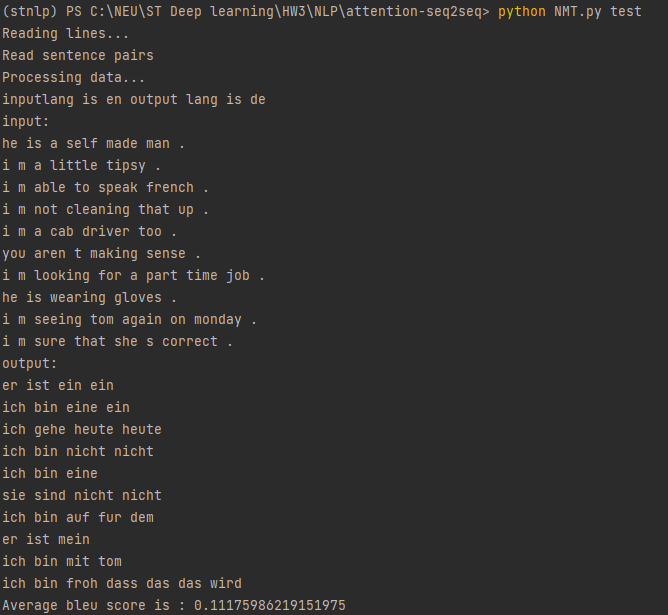 (stnlp) PS C:\NEU\ST Deep learning\HW3\NLP\attention-seq2seq> python NMT.py test
Reading lines...
Read sentence pairs
Processing data...
inputlang is en output lang is de
input:
he is a self made man .
i m a little tipsy .
i m able to speak french .
i m not cleaning that up .
i m a cab driver too .
you aren t making sense .
i m looking for a part time job .
he is wearing gloves .
i m seeing tom again on monday .
i m sure that she s correct .
output:
er ist ein ein
ich bin eine ein
ich gehe heute heute
ich bin nicht nicht
ich bin eine
sie sind nicht nicht
ich bin auf fur dem
er ist mein
ich bin mit tom
ich bin froh dass das das wird
Average bleu score is : 0.11175986219151975